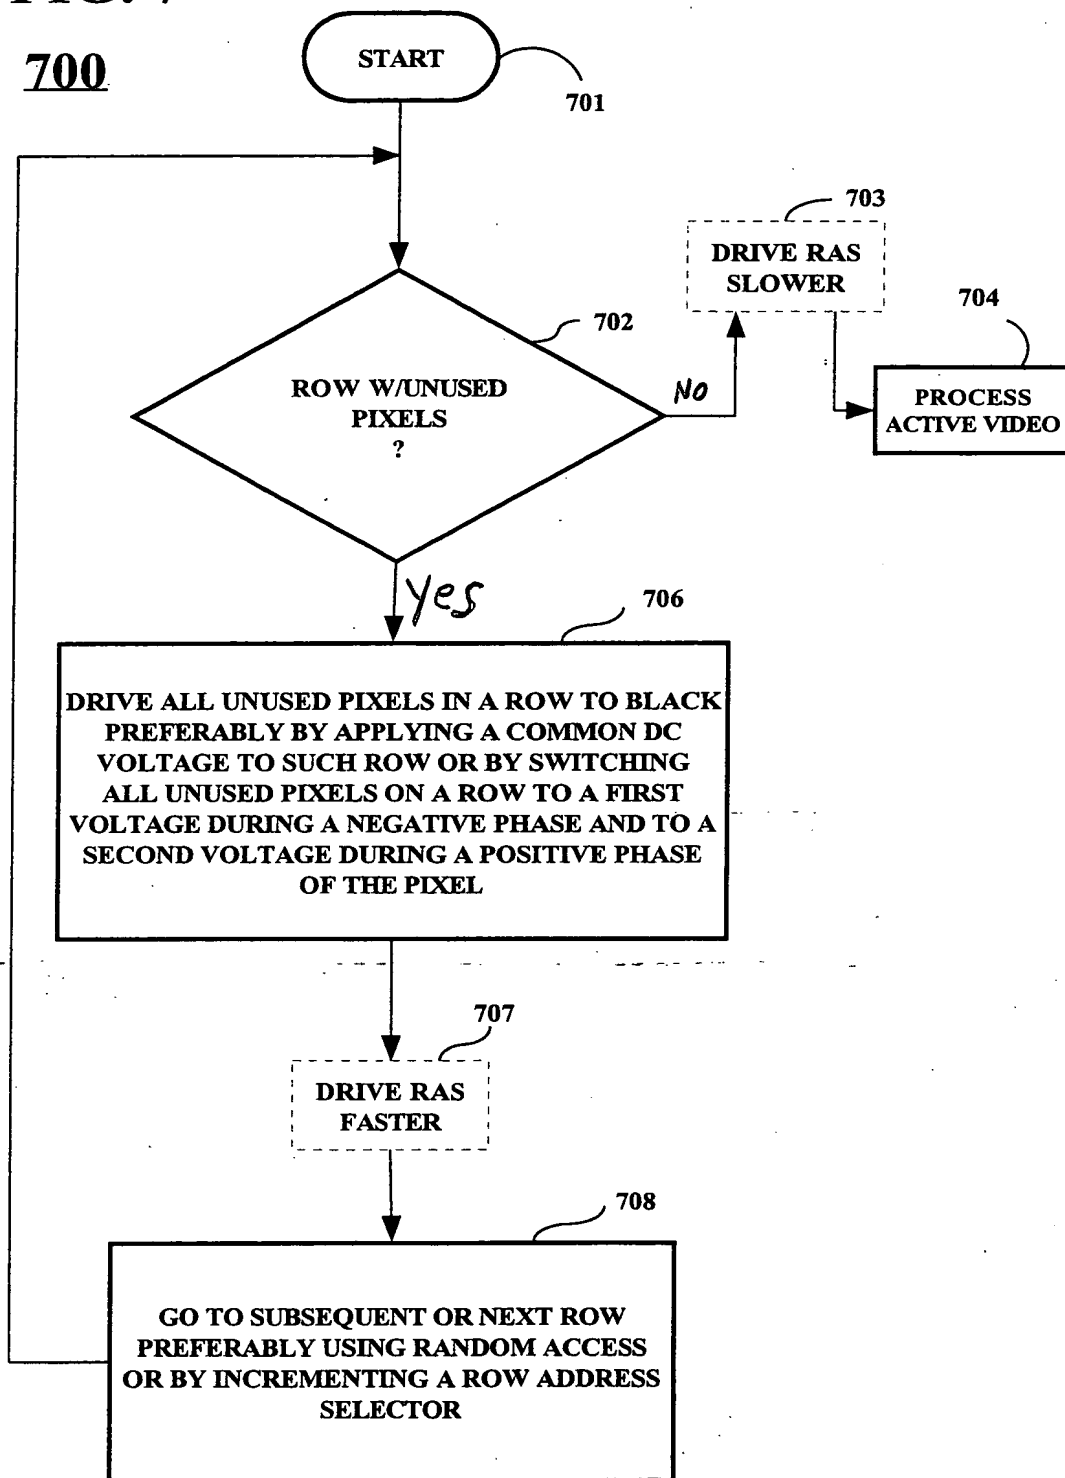 700
START
701
703
DRIVE RAS
SLOWER
704
702
ROW W/UNUSED
PIXELS
?
NO
PROCESS
ACTIVE VIDEO
yes
706
DRIVE ALL UNUSED PIXELS IN A ROW TO BLACK
PREFERABLY BY APPLYING A COMMON DC
VOLTAGE TO SUCH ROW OR BY SWITCHING
ALL UNUSED PIXELS ON A ROW TO A FIRST
VOLTAGE DURING A NEGATIVE PHASE AND TO A
SECOND VOLTAGE DURING A POSITIVE PHASE
OF THE PIXEL
707
DRIVE RAS
FASTER
708
GO TO SUBSEQUENT OR NEXT ROW
PREFERABLY USING RANDOM ACCESS
OR BY INCREMENTING A ROW ADDRESS
SELECTOR